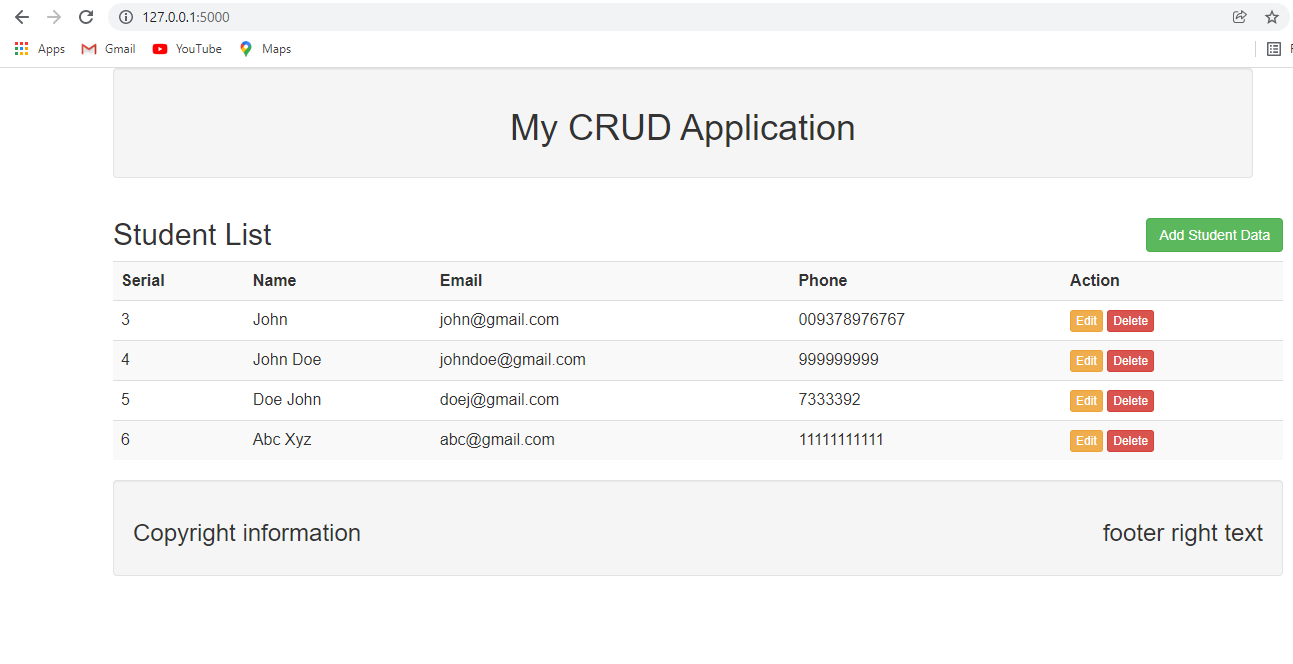 127.0.0.1:5000
Apps Gmail YouTube Maps
My CRUD Application
Student List Add Student Data
Serial Name Email Phone Action
3 John john@gmail.com 009378976767 Edit Delete
4 John Doe johndoe@gmail.com 999999999 Edit Delete
5 Doe John doej@gmail.com 7333392 Edit Delete
6 Abc Xyz abc@gmail.com 11111111111 Edit Delete
Copyright information footer right text